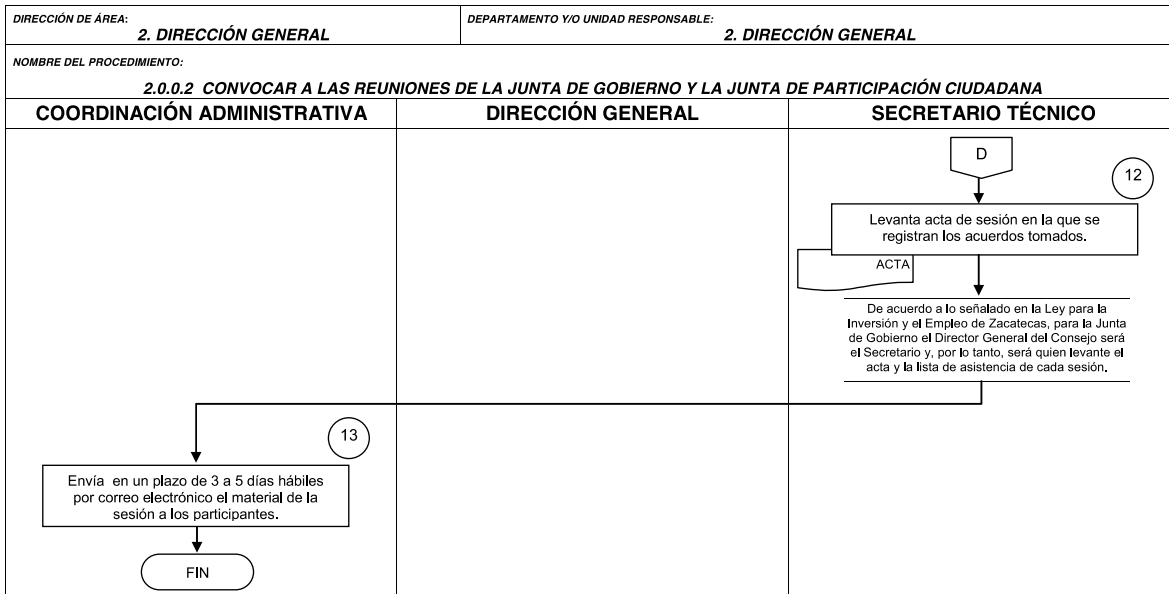 DIRECCIÓN DE ÁREA:
2. DIRECCIÓN GENERAL
DEPARTAMENTO Y/O UNIDAD RESPONSABLE:
2. DIRECCIÓN GENERAL
NOMBRE DEL PROCEDIMIENTO:
2.0.0.2 CONVOCAR A LAS REUNIONES DE LA JUNTA DE GOBIERNO Y LA JUNTA DE PARTICIPACIÓN CIUDADANA
COORDINACIÓN ADMINISTRATIVA
DIRECCIÓN GENERAL
SECRETARIO TÉCNICO
D
12
Levanta acta de sesión en la que se
registran los acuerdos tomados.
ACTA
De acuerdo a lo señalado en la Ley para la
Inversión y el Empleo de Zacatecas, para la Junta
de Gobierno el Director General del Consejo será
el Secretario y, por lo tanto, será quien levante el
acta y la lista de asistencia de cada sesión.
13
Envía en un plazo de 3 a 5 días hábiles
por correo electrónico el material de la
sesión a los participantes.
FIN